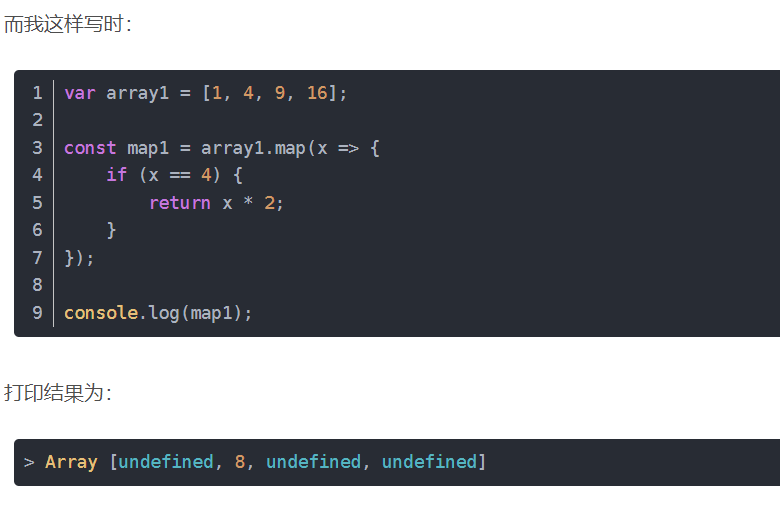 而我这样写时：
1 var array1 = [1, 4, 9, 16];
2
3 const map1 = array1.map(x => {
4     if (x == 4) {
5         return x * 2;
6     }
7 });
8
9 console.log(map1);
打印结果为：
> Array [undefined, 8, undefined, undefined]